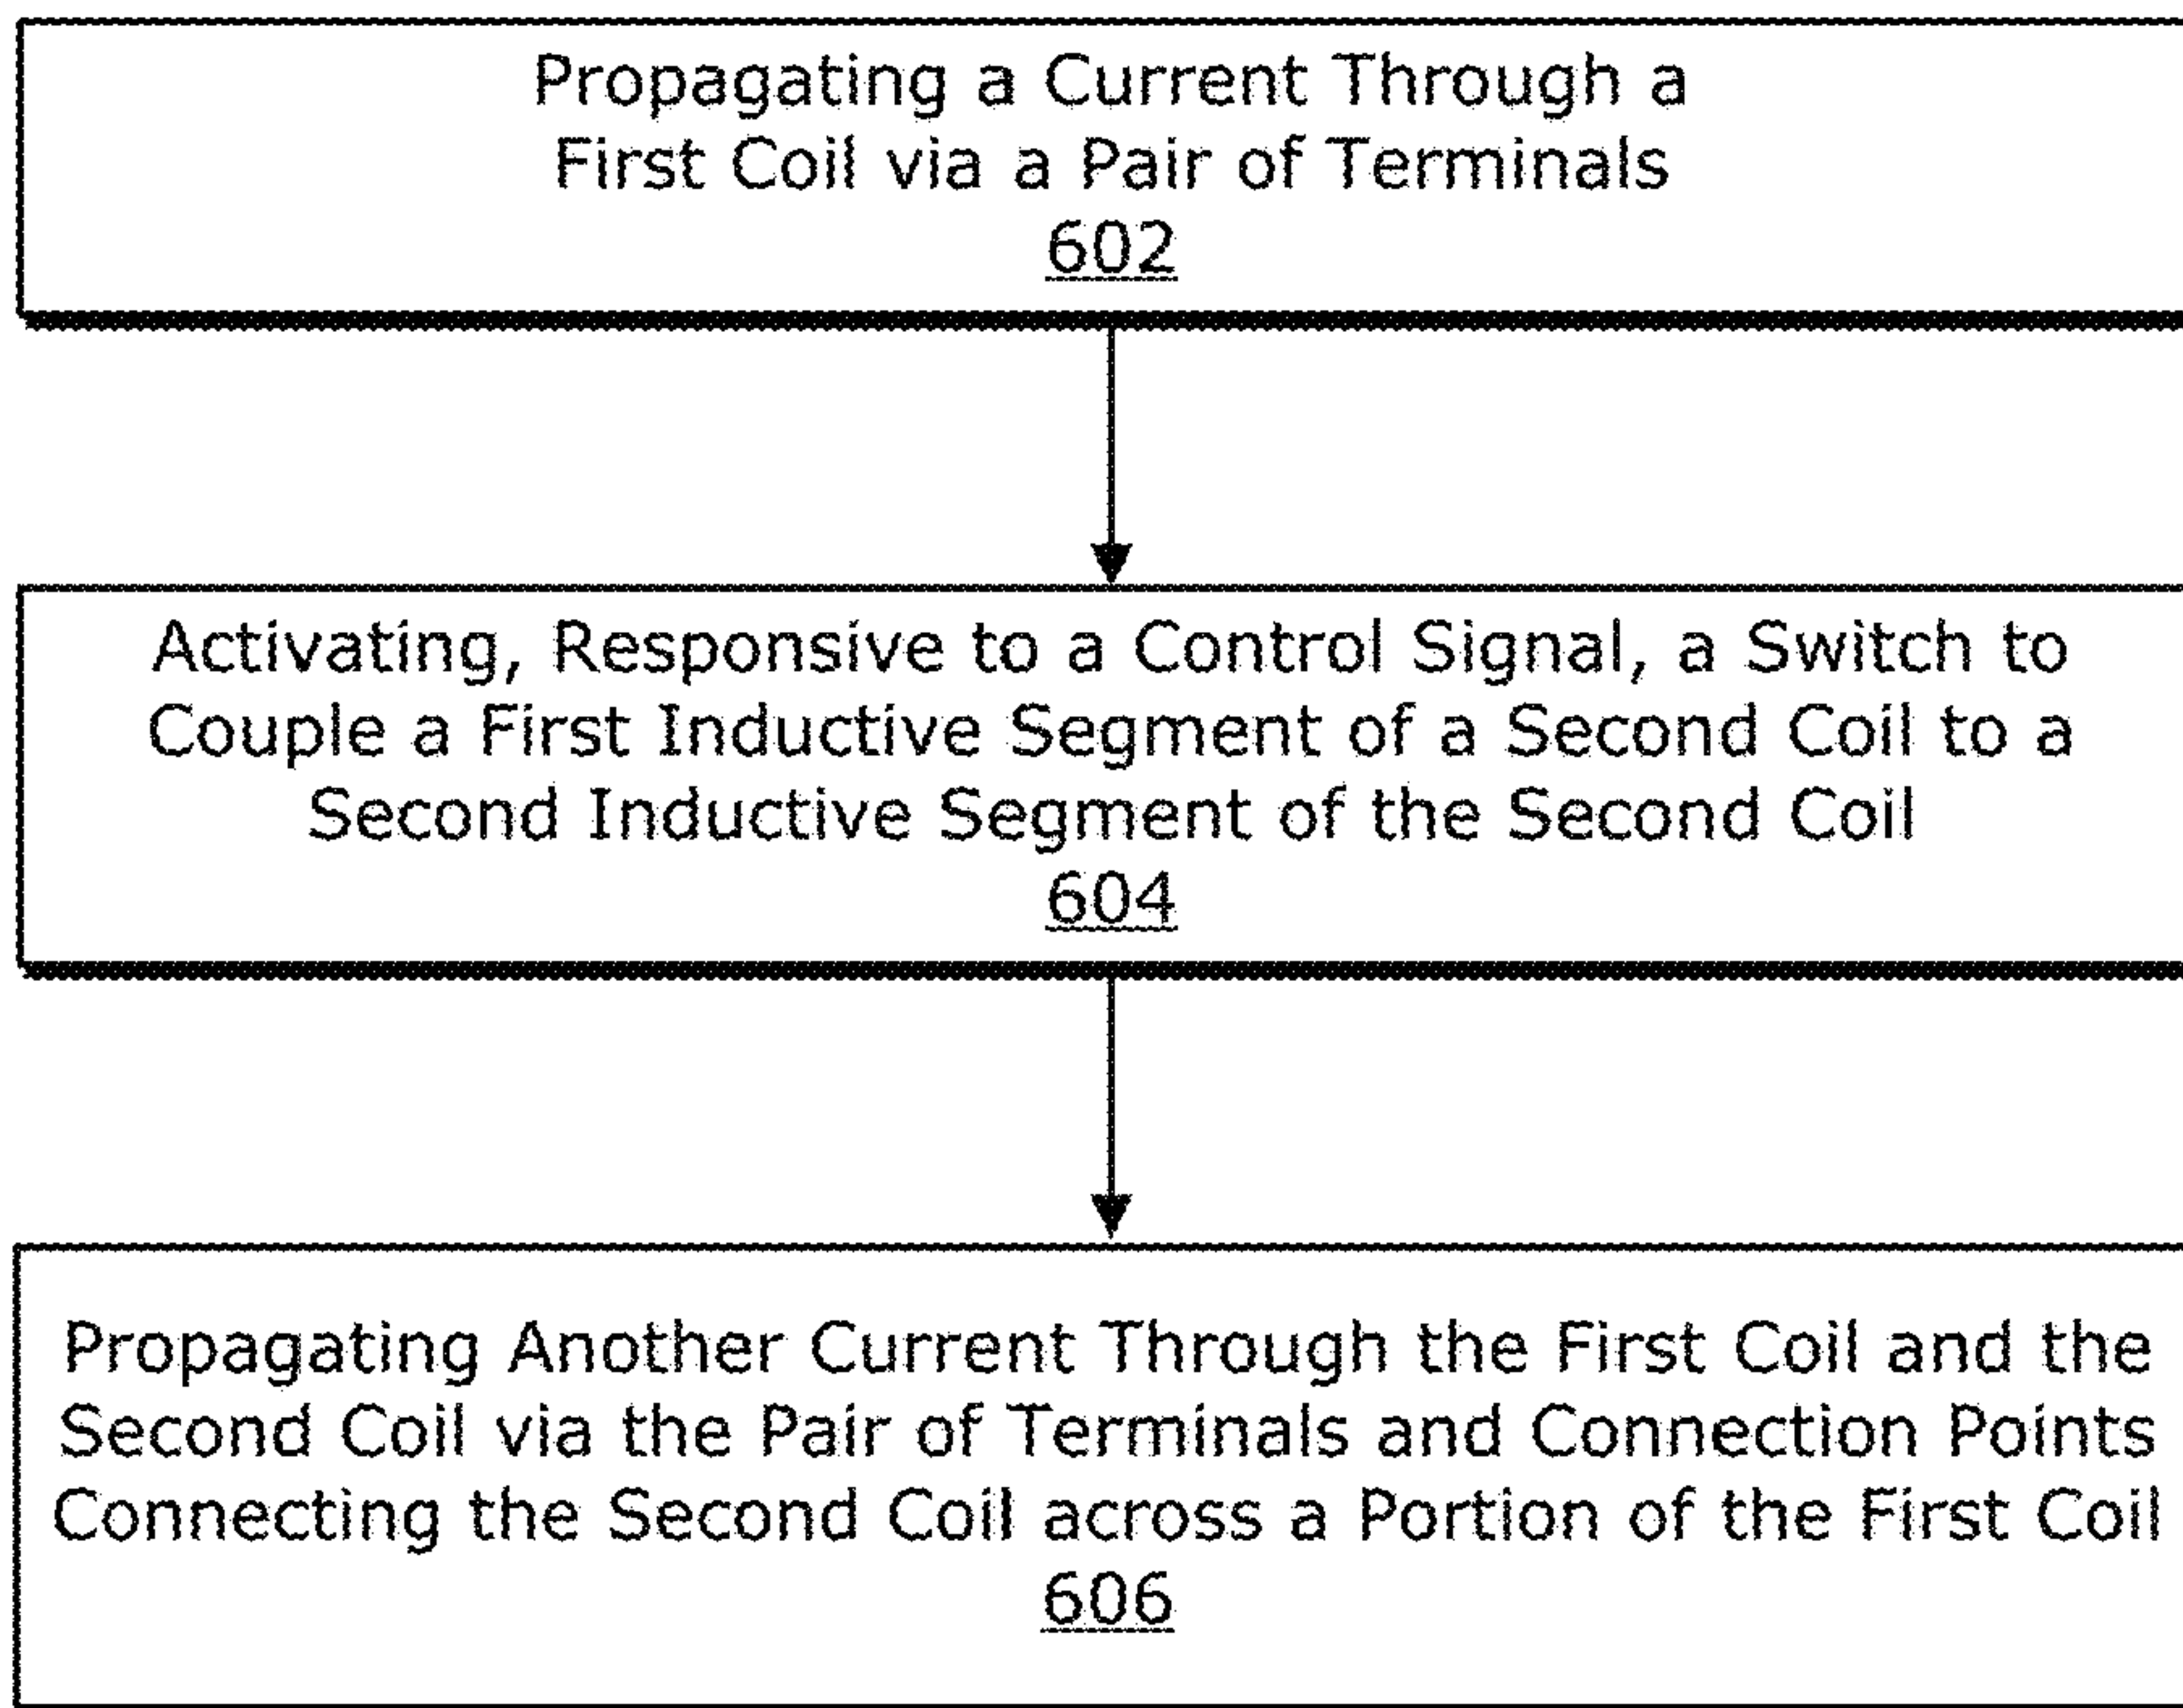 Propagating a Current Through a
First Coil via a Pair of Terminals
602
Activating, Responsive to a Control Signal, a Switch to
Couple a First Inductive Segment of a Second Coil to a
Second Inductive Segment of the Second Coil
604
Propagating Another Current Through the First Coil and the
Second Coil via the Pair of Terminals and Connection Points
Connecting the Second Coil across a Portion of the First Coil
606